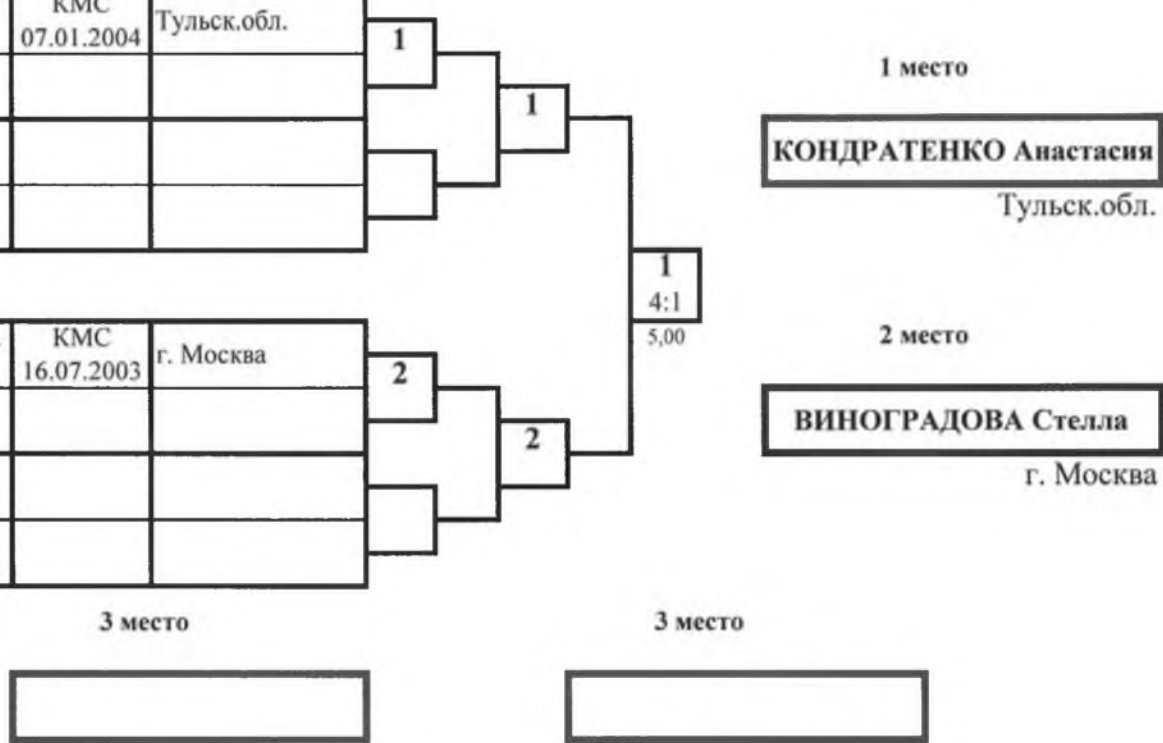 КМС
07.01.2004
Тульск.обл.
1
1
1 место
КОНДРАТЕНКО Анастасия
Тульск.обл.
1
4:1
5,00
КМС
16.07.2003
г. Москва
2
2
2 место
ВИНОГРАДОВА Стелла
г. Москва
3 место
3 место